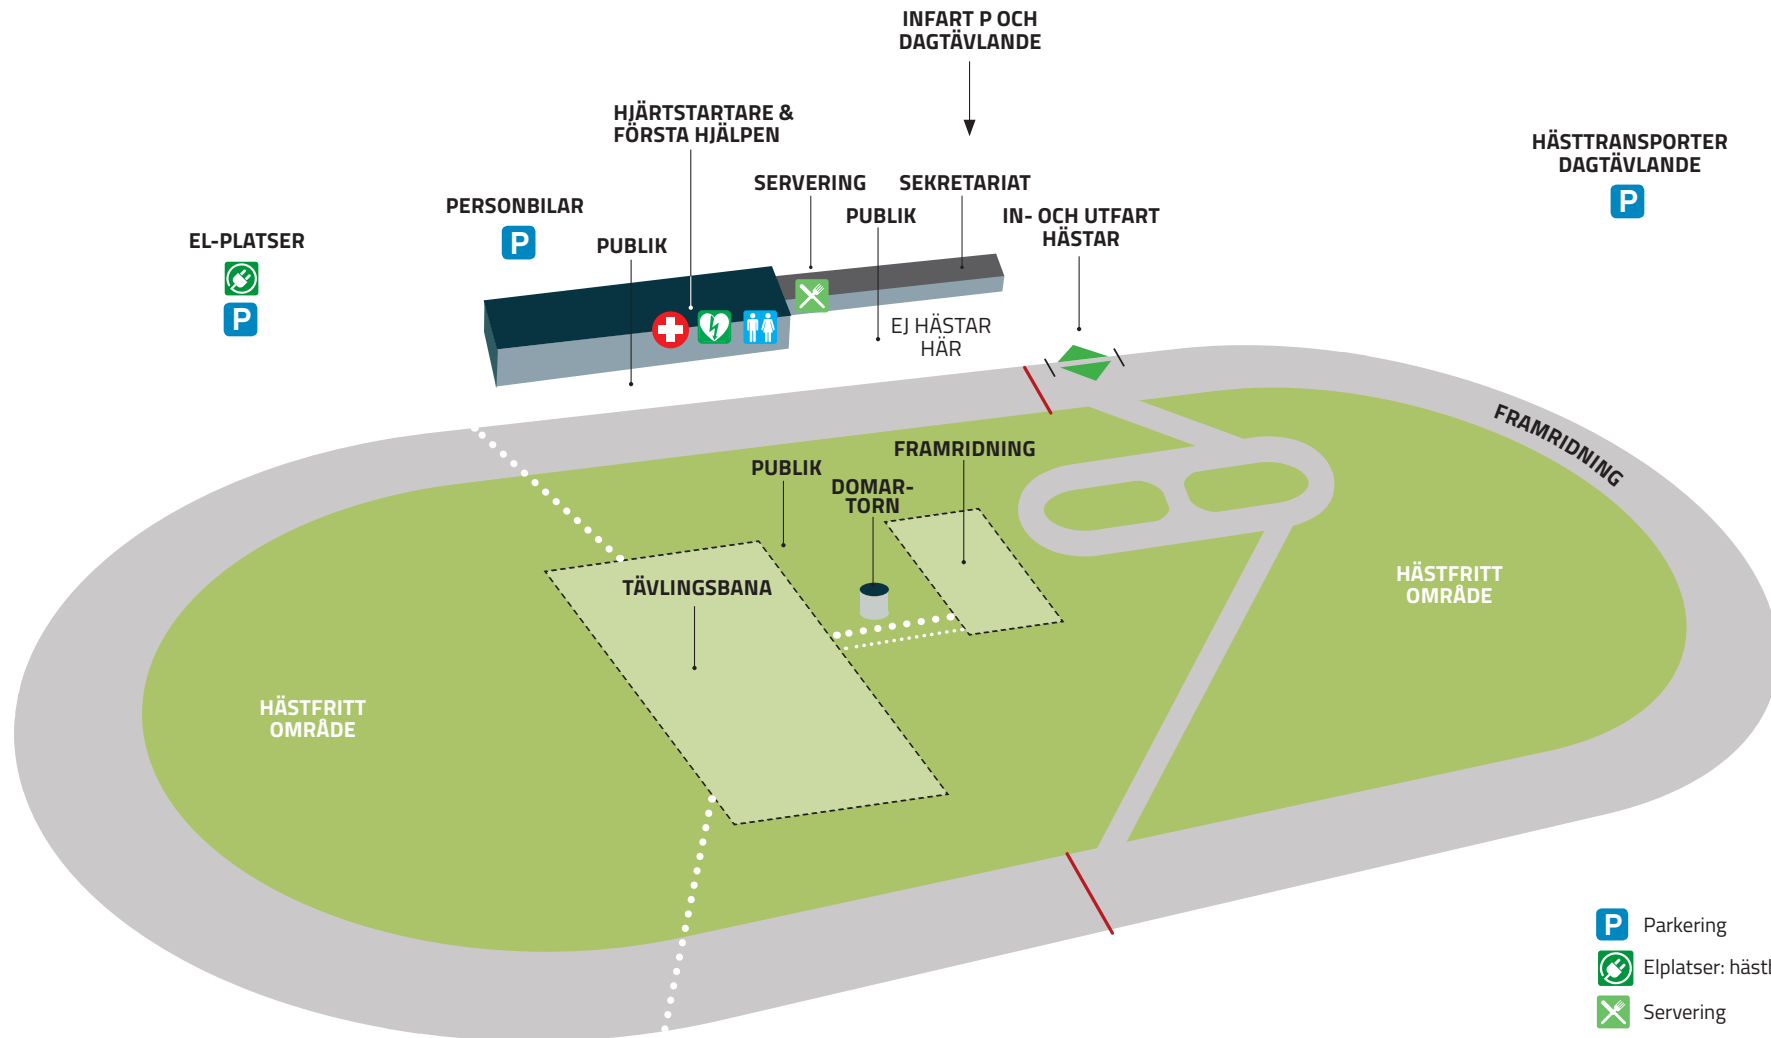 INFART P OCH
DAGTÄVLANDE
HJÄRTSTARTARE &
FÖRSTA HJÄLPEN
HÄSTTRANSPORTER
DAGTÄVLANDE
P
SERVERING
SEKRETARIAT
PERSONBILAR
P
PUBLIK
IN- OCH UTFART
HÄSTAR
EL-PLATSER
P
PUBLIK
EJ HÄSTAR
HÄR
FRAMRIDNING
FRAMRIDNING
PUBLIK
DOMAR-
TORN
TÄVLINGSBANA
HÄSTFRITT
OMRÅDE
HÄSTFRITT
OMRÅDE
P Parkering
Elplatser:
Servering